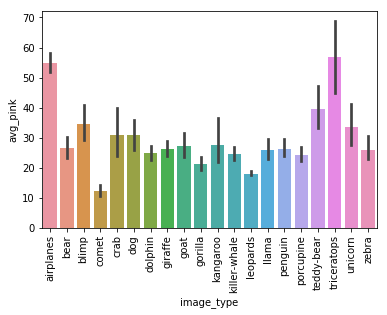 70
60
50
40
30
20
10
0
avg_pink
airplanes
bear
blimp
comet
crab
dog
dolphin
giraffe
goat
gorilla
kangaroo
killer-whale
leopards
llama
penguin
porcupine
teddy-bear
triceratops
unicorn
zebra
image_type